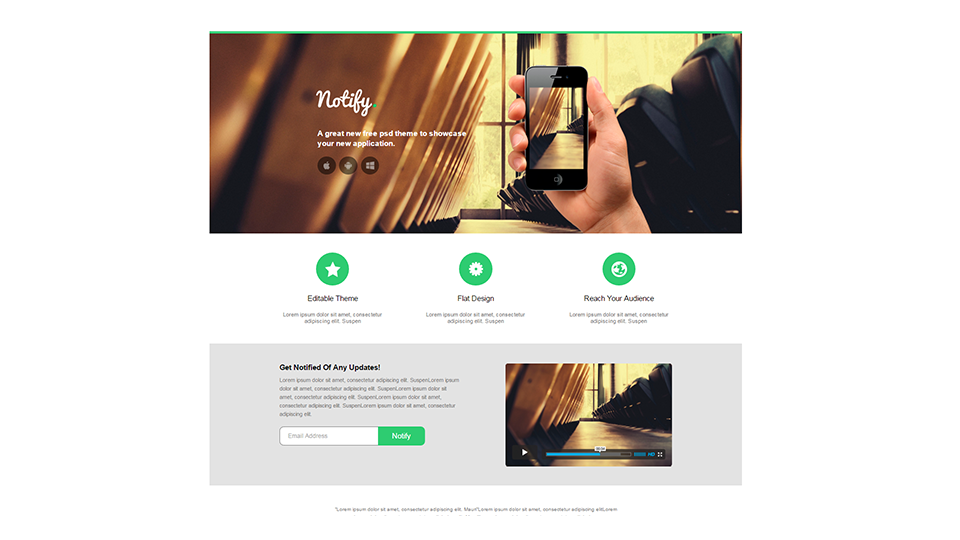 Notify.
A great new free psd theme to showcase
your new application.
Editable Theme
Flat Design
Reach Your Audience
Lorem ipsum dolor sit amet, consectetur
adipiscing elit. Suspen
Lorem ipsum dolor sit amet, consectetur
adipiscing elit. Suspen
Lorem ipsum dolor sit amet, consectetur
adipiscing elit. Suspen
Get Notified Of Any Updates!
Lorem ipsum dolor sit amet, consectetur adipiscing elit. SuspenLorem ipsum
dolor sit amet, consectetur adipiscing elit. SuspenLorem ipsum dolor sit
amet, consectetur adipiscing elit. SuspenLorem ipsum dolor sit amet,
consectetur adipiscing elit. SuspenLorem ipsum dolor sit amet, consectetur
adipiscing elit.
Email Address
Notify
HD
"Lorem ipsum dolor sit amet, consectetur adipiscing elit. Mauri"Lorem ipsum dolor sit amet, consectetur adipiscing elitLorem